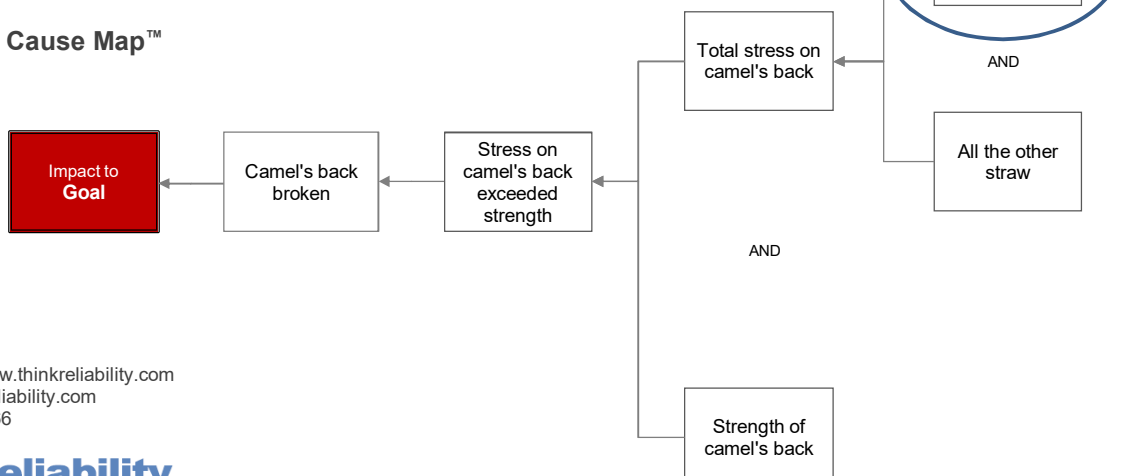 Cause Map™
Total stress on
camel's back
AND
All the other
straw
Impact to
Goal
Camel's back
broken
Stress on
camel's back
exceeded
strength
AND
w.thinkreliability.com
liability.com
6
Strength of
camel's back
eliability